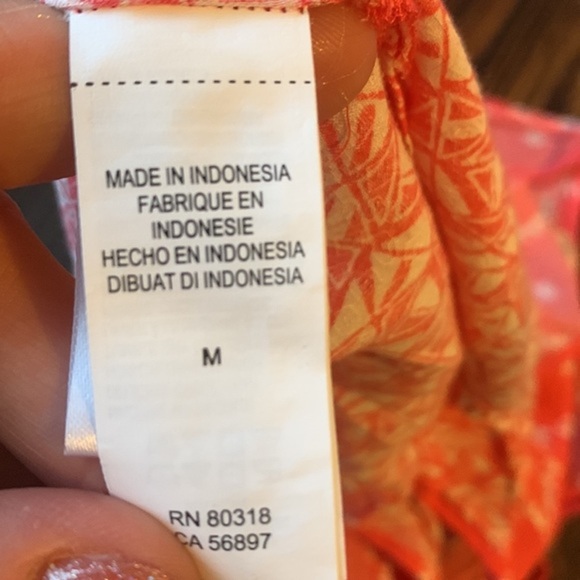 MADE IN INDONESIA
FABRIQUE EN
INDONESIE
HECHO EN INDONESIA
DIBUAT DI INDONESIA
M
RN 80318
CA 56897